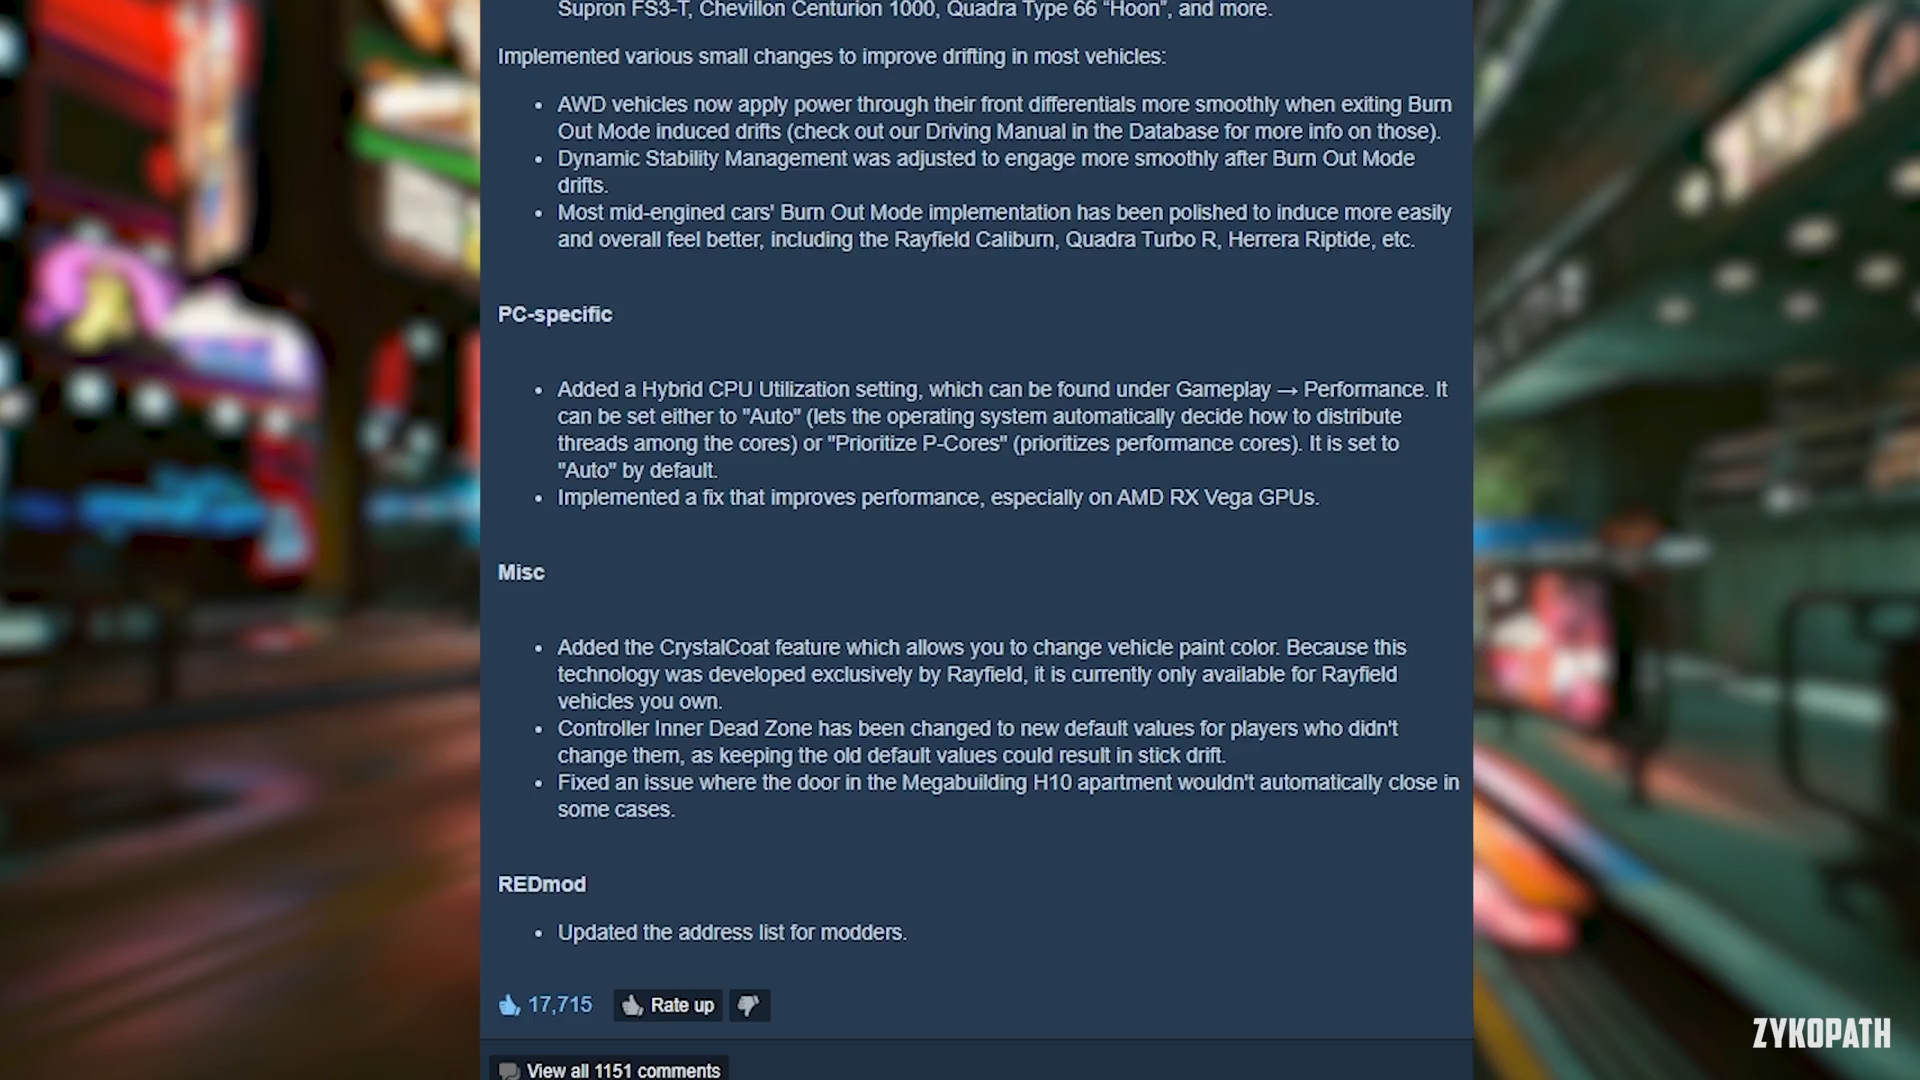 Supron FS3-T, Chevillon Centurion 1000, Quadra Type 66 “Hoon”, and more.
Implemented various small changes to improve drifting in most vehicles:
• AWD vehicles now apply power through their front differentials more smoothly when exiting Burn
Out Mode induced drifts (check out our Driving Manual in the Database for more info on those).
• Dynamic Stability Management was adjusted to engage more smoothly after Burn Out Mode
drifts.
• Most mid-engined cars' Burn Out Mode implementation has been polished to induce more easily
and overall feel better, including the Rayfield Caliburn, Quadra Turbo R, Herrera Riptide, etc.
PC-specific
• Added a Hybrid CPU Utilization setting, which can be found under Gameplay → Performance. It
can be set either to "Auto" (lets the operating system automatically decide how to distribute
threads among the cores) or "Prioritize P-Cores" (prioritizes performance cores). It is set to
"Auto" by default.
• Implemented a fix that improves performance, especially on AMD RX Vega GPUs.
Misc
• Added the CrystalCoat feature which allows you to change vehicle paint color. Because this
technology was developed exclusively by Rayfield, it is currently only available for Rayfield
vehicles you own.
• Controller Inner Dead Zone has been changed to new default values for players who didn't
change them, as keeping the old default values could result in stick drift.
• Fixed an issue where the door in the Megabuilding H10 apartment wouldn't automatically close in
some cases.
REDmod
• Updated the address list for modders.
17,715 Rate up
View all 1151 comments
ZYKOPATH